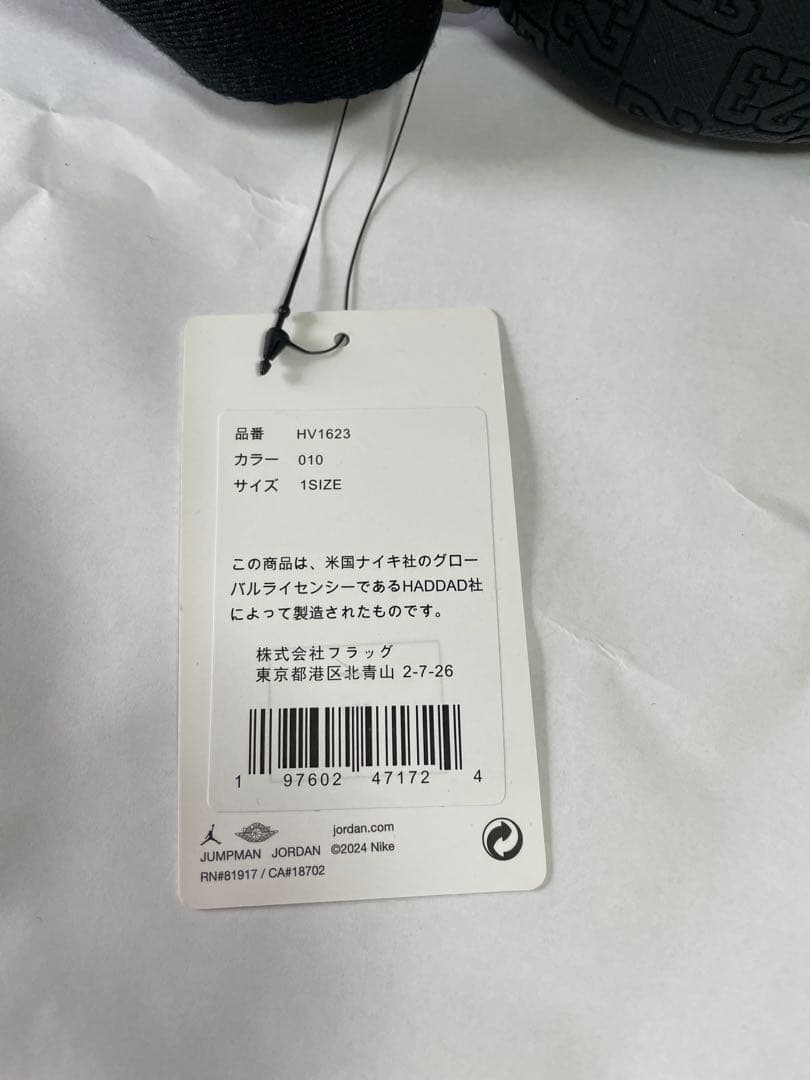 23
品番 HV1623
カラー 010
サイズ 1SIZE
この商品は、米国ナイキ社のグロー
バルライセンシーであるHADDAD社
によって製造されたものです。
株式会社フラッグ
東京都港区北青山 2-7-26
1 97602 47172 4
jordan.com
JUMPMAN JORDAN ©2024 Nike
RN#81917 / CA#18702